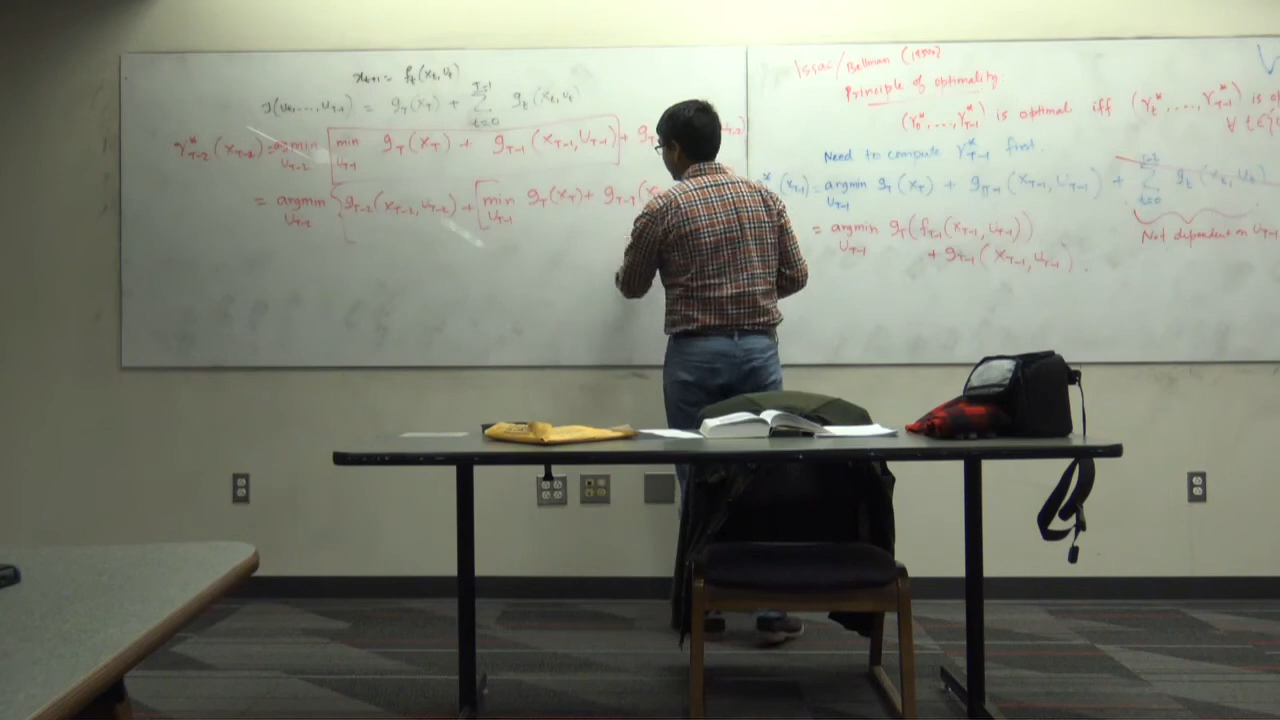 x_{t+1} = f_t(x_t, u_t)
J(u_0, ..., u_{T-1}) = g_T(x_T) + \sum_{t=0}^{T-1} g_t(x_t, u_t)
γ*_{T-2}(x_{T-2}) = argmin_{u_{T-2}} [ min_{u_{T-1}} g_T(x_T) + g_{T-1}(x_{T-1}, u_{T-1}) ] + g
= argmin_{u_{T-2}} { g_{T-2}(x_{T-2}, u_{T-2}) + [ min_{u_{T-1}} g_T(x_T) + g_{T-1}(x
Issac/Bellman (1950s)
Principle of optimality
(γ_0*, ..., γ*_{T-1}) is optimal iff (γ_t*, ..., γ*_{T-1}) is
∀ t ∈ {
Need to compute γ*_{T-1} first.
* (x_{T-1}) = argmin_{u_{T-1}} g_T(x_T) + g_{T-1}(x_{T-1}, u_{T-1}) + \sum_{t=0}^{T-2} g_t(x_t, u_t)
Not dependent on u_{T-1}
= argmin_{u_{T-1}} g_T(f_{T-1}(x_{T-1}, u_{T-1}))
+ g_{T-1}(x_{T-1}, u_{T-1}).